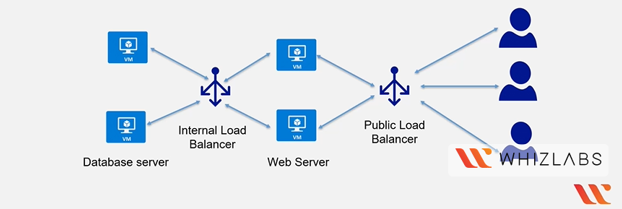 VM
VM
VM
VM
Database server
Internal Load
Balancer
Web Server
Public Load
Balancer
WHIZLABS